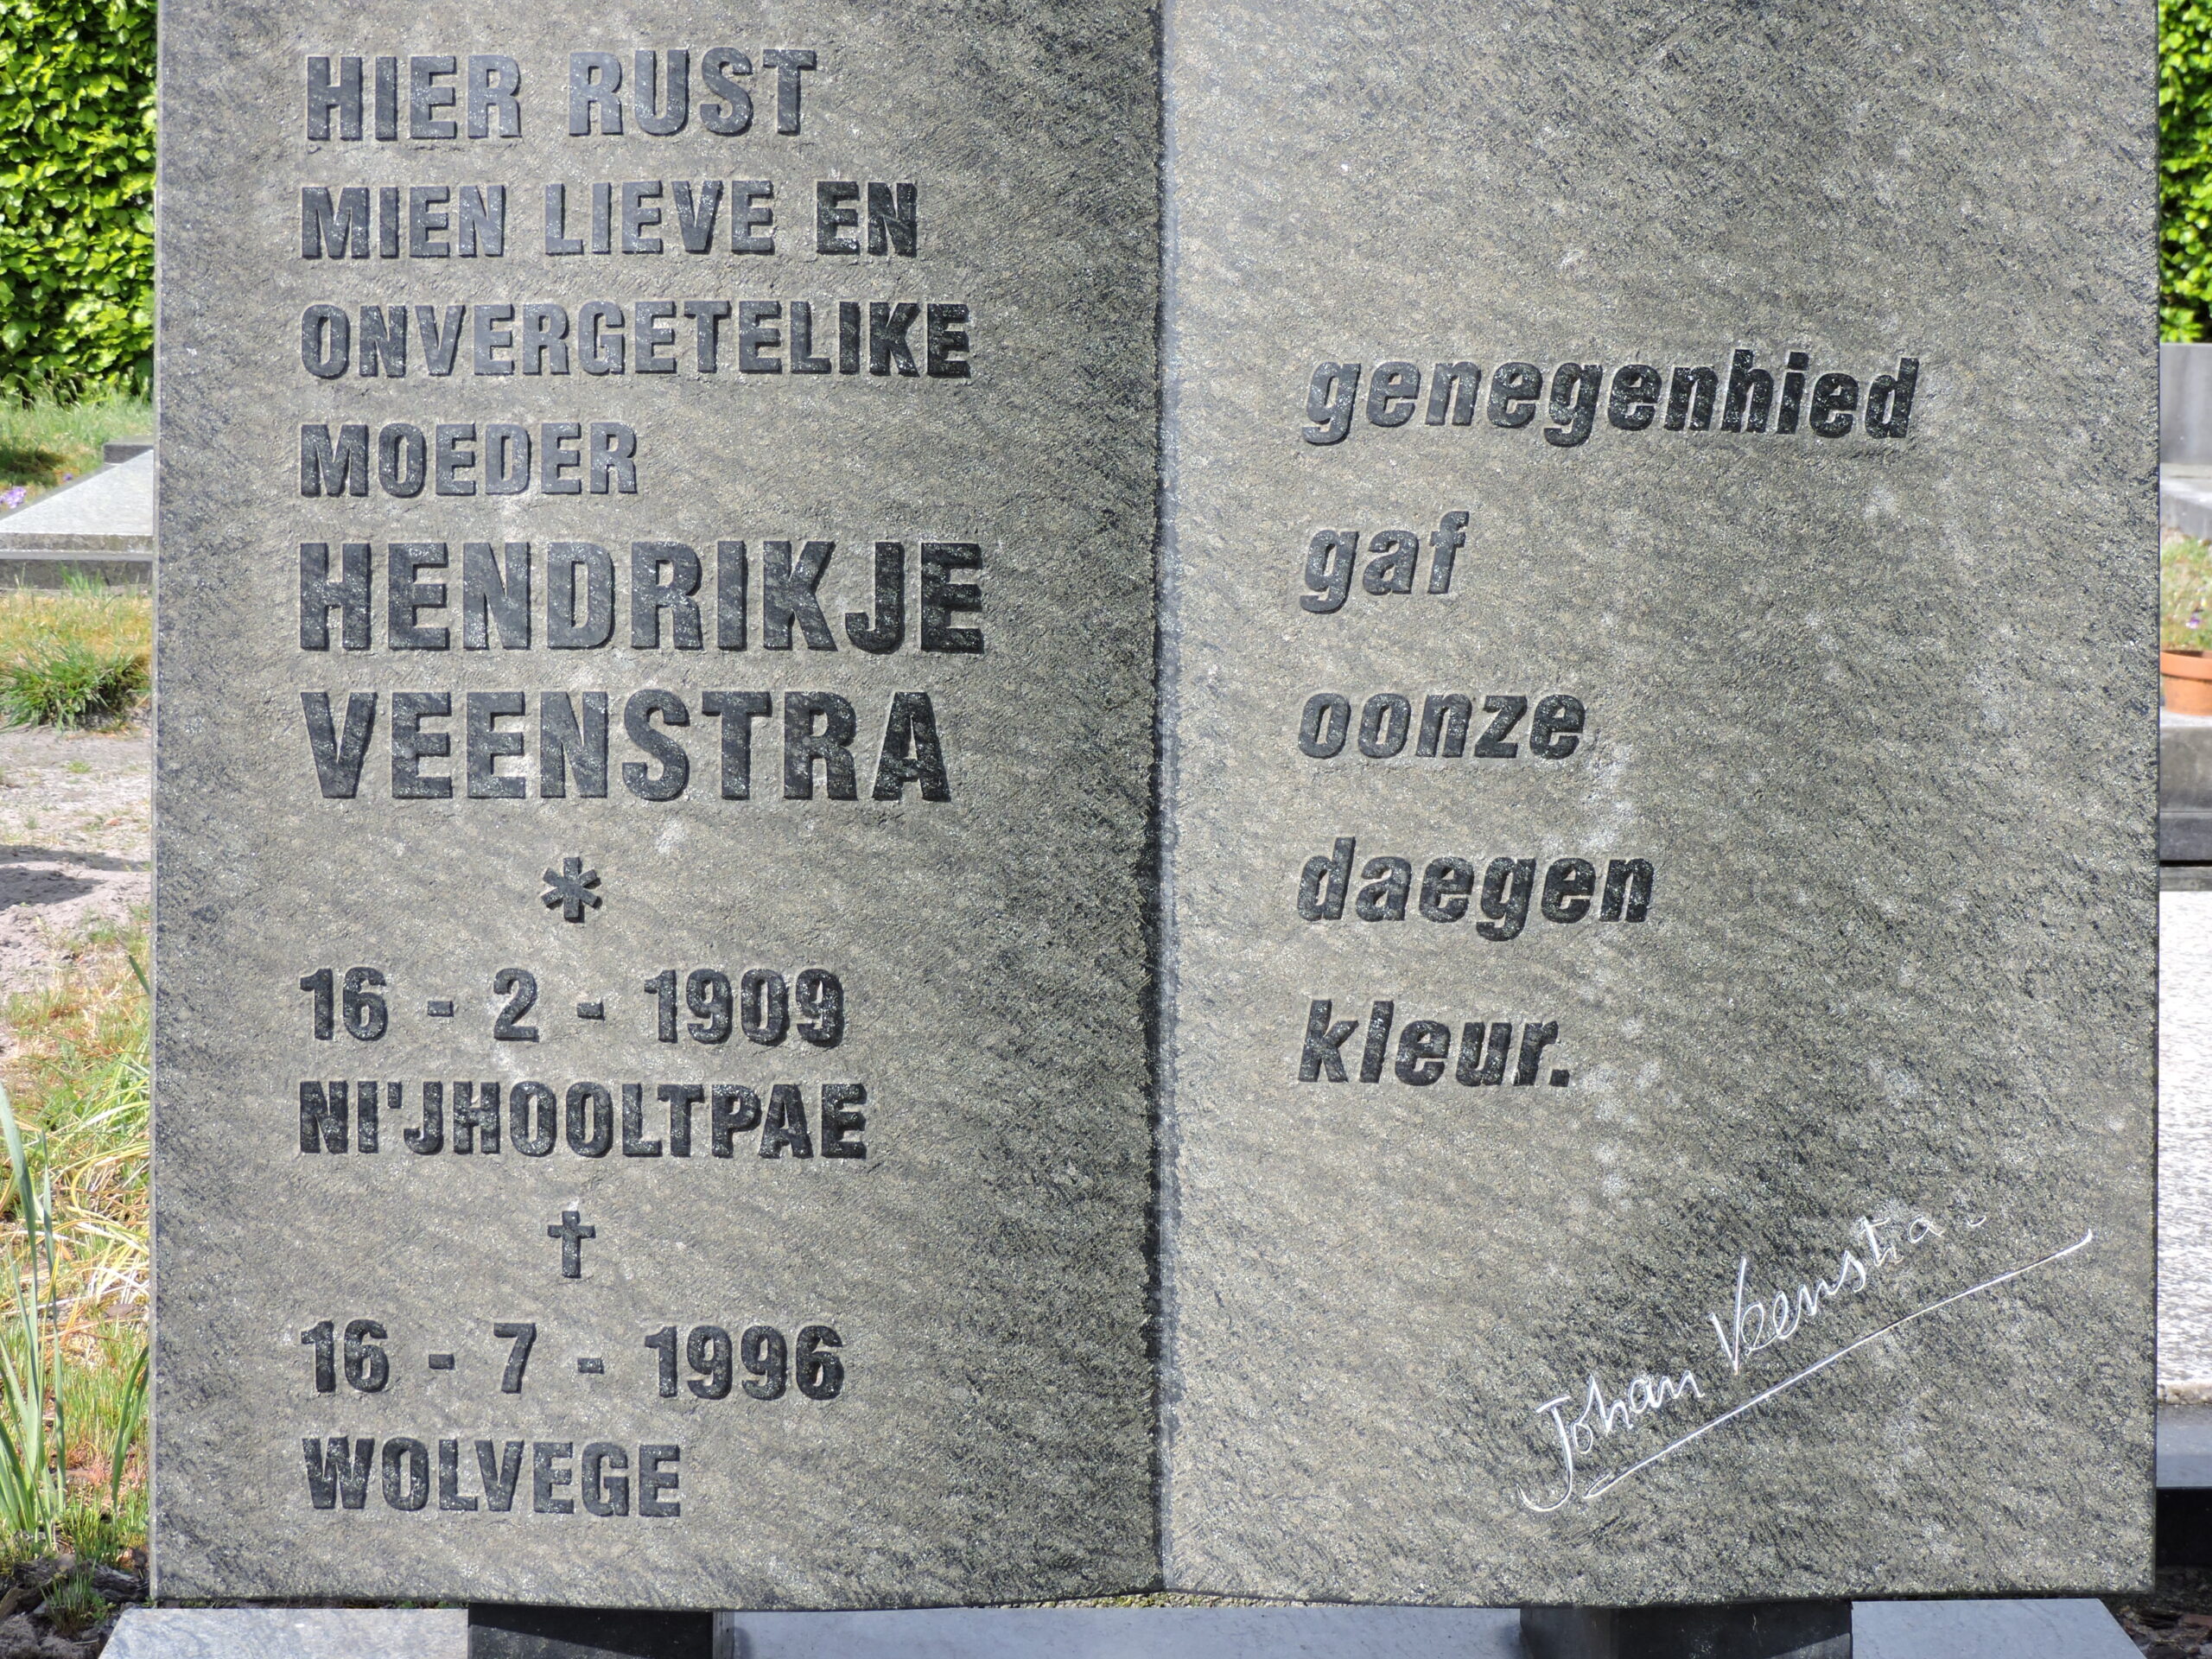 HIER RUST
MIEN LIEVE EN
ONVERGETELIKE
MOEDER
HENDRIKJE
VEENSTRA
*
16 - 2 - 1909
NI'JHOOLTPAE
†
16 - 7 - 1996
WOLVEGE
genegenhied
gaf
oonze
daegen
kleur.
Johan Veenstra